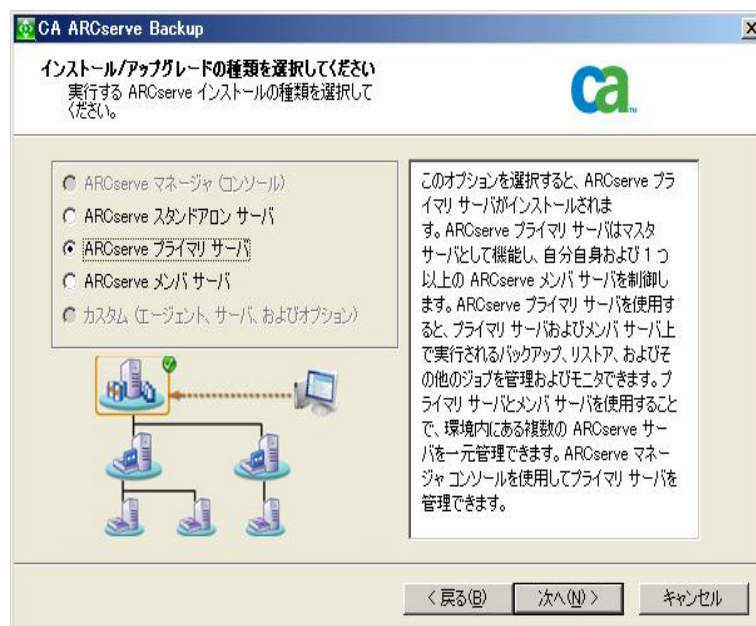 CA ARCserve Backup
インストール/アップグレードの種類を選択してください
実行する ARCserve インストールの種類を選択して
ください。
ca
ARCserve マネージャ (コンソール)
ARCserve スタンドアロン サーバ
ARCserve プライマリ サーバ
ARCserve メンバ サーバ
カスタム (エージェント、サーバ、およびオプション)
このオプションを選択すると、ARCserve プラ
イマリ サーバがインストールされま
す。ARCserve プライマリ サーバはマスタ
サーバとして機能し、自分自身および 1 つ
以上の ARCserve メンバ サーバを制御し
ます。ARCserve プライマリ サーバを使用す
ると、プライマリ サーバおよびメンバ サーバ上
で実行されるバックアップ、リストア、およびそ
の他のジョブを管理およびモニタできます。プ
ライマリ サーバとメンバ サーバを使用すること
で、環境内にある複数の ARCserve サー
バを一元管理できます。ARCserve マネー
ジャ コンソールを使用してプライマリ サーバを
管理できます。
< 戻る(B)
次へ(N) >
キャンセル